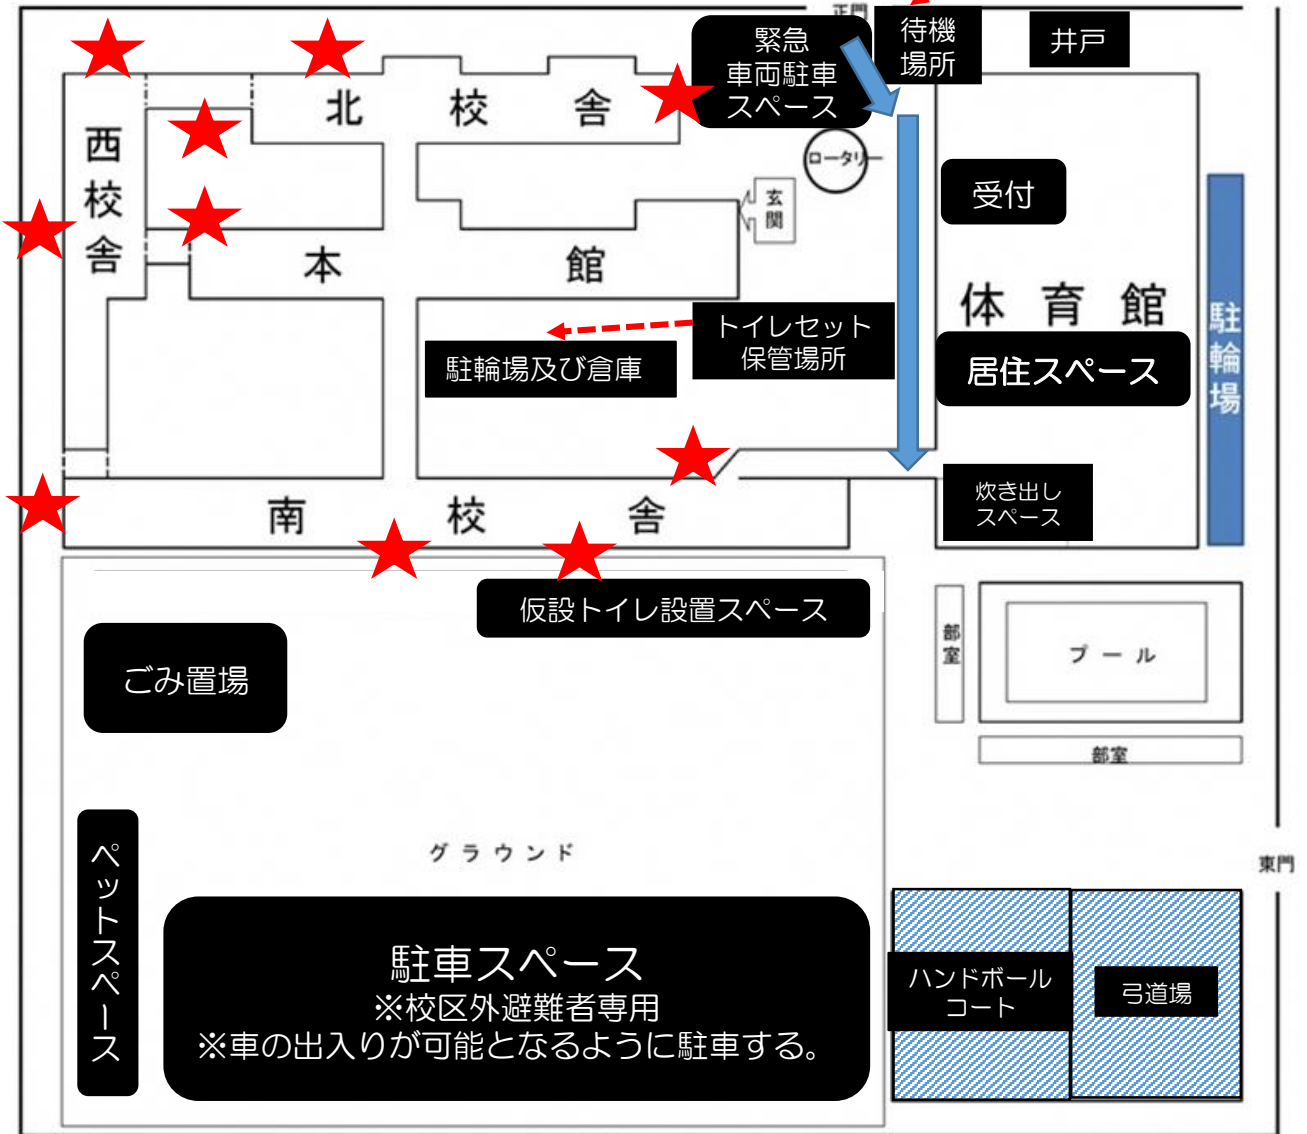 正門
緊急
車両駐車
スペース
待機
場所
井戸
北校舎
西校舎
ロータリー
玄関
受付
本館
体育館
トイレセット
保管場所
駐輪場及び倉庫
居住スペース
駐輪場
南校舎
炊き出し
スペース
仮設トイレ設置スペース
ごみ置場
部室
プール
部室
グラウンド
東門
ペットスペース
駐車スペース
※校区外避難者専用
※車の出入りが可能となるように駐車する。
ハンドボール
コート
弓道場